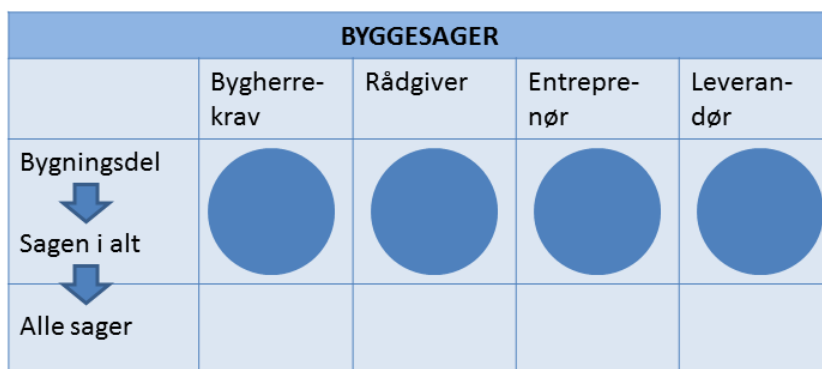 BYGGESAGER
Bygherre-
krav
Rådgiver
Entrepre-
nør
Leveran-
dør
Bygningsdel
Sagen i alt
Alle sager